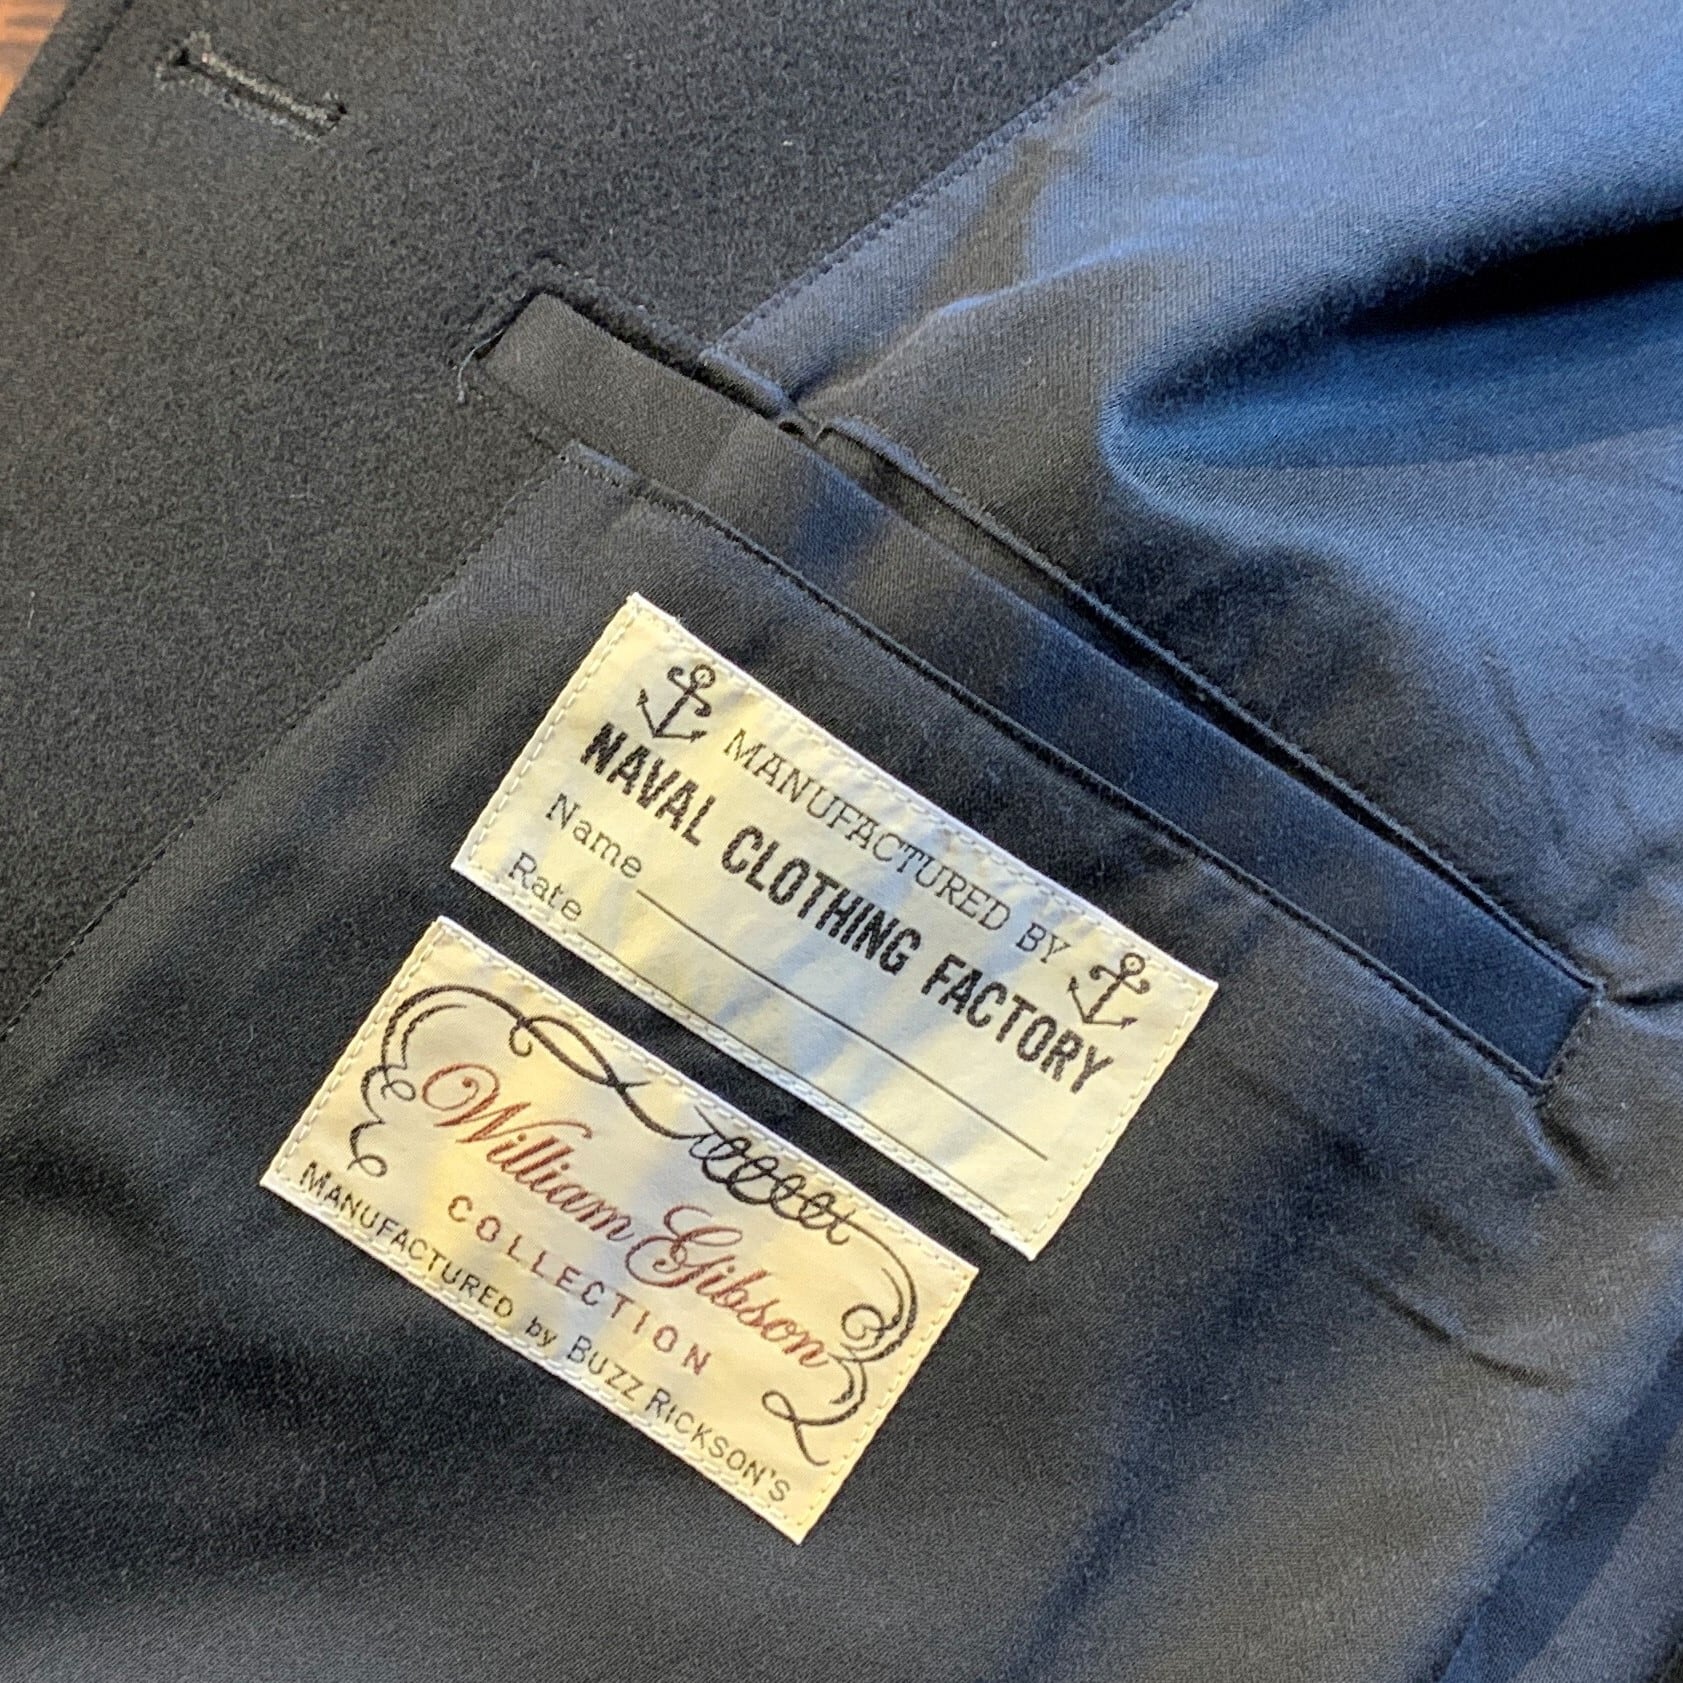 MANUFACTURED BY
NAVAL CLOTHING FACTORY
Name
Rate
William Gibson
COLLECTION
MANUFACTURED by BUZZ RICKSON'S